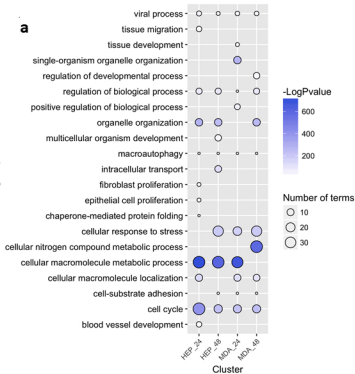 a
viral process
tissue migration
tissue development
single-organism organelle organization
regulation of developmental process
regulation of biological process
positive regulation of biological process
organelle organization
multicellular organism development
macroautophagy
intracellular transport
fibroblast proliferation
epithelial cell proliferation
chaperone-mediated protein folding
cellular response to stress
cellular nitrogen compound metabolic process
cellular macromolecule metabolic process
cellular macromolecule localization
cell-substrate adhesion
cell cycle
blood vessel development
HEP_24
HEP_48
MDA_24
MDA_48
Cluster
-LogPvalue
600
400
200
Number of terms
10
20
30